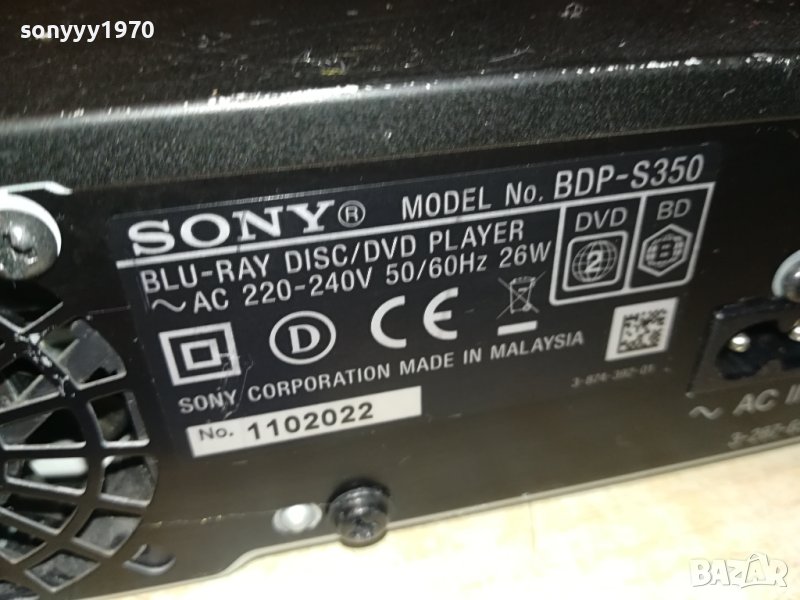 sonyyy1970
SONY® MODEL No. BDP-S350
BLU-RAY DISC/DVD PLAYER
~AC 220-240V 50/60Hz 26W
DVD
2
BD
B
D CE
SONY CORPORATION MADE IN MALAYSIA
No. 1102022
~ AC IN
BAZAR